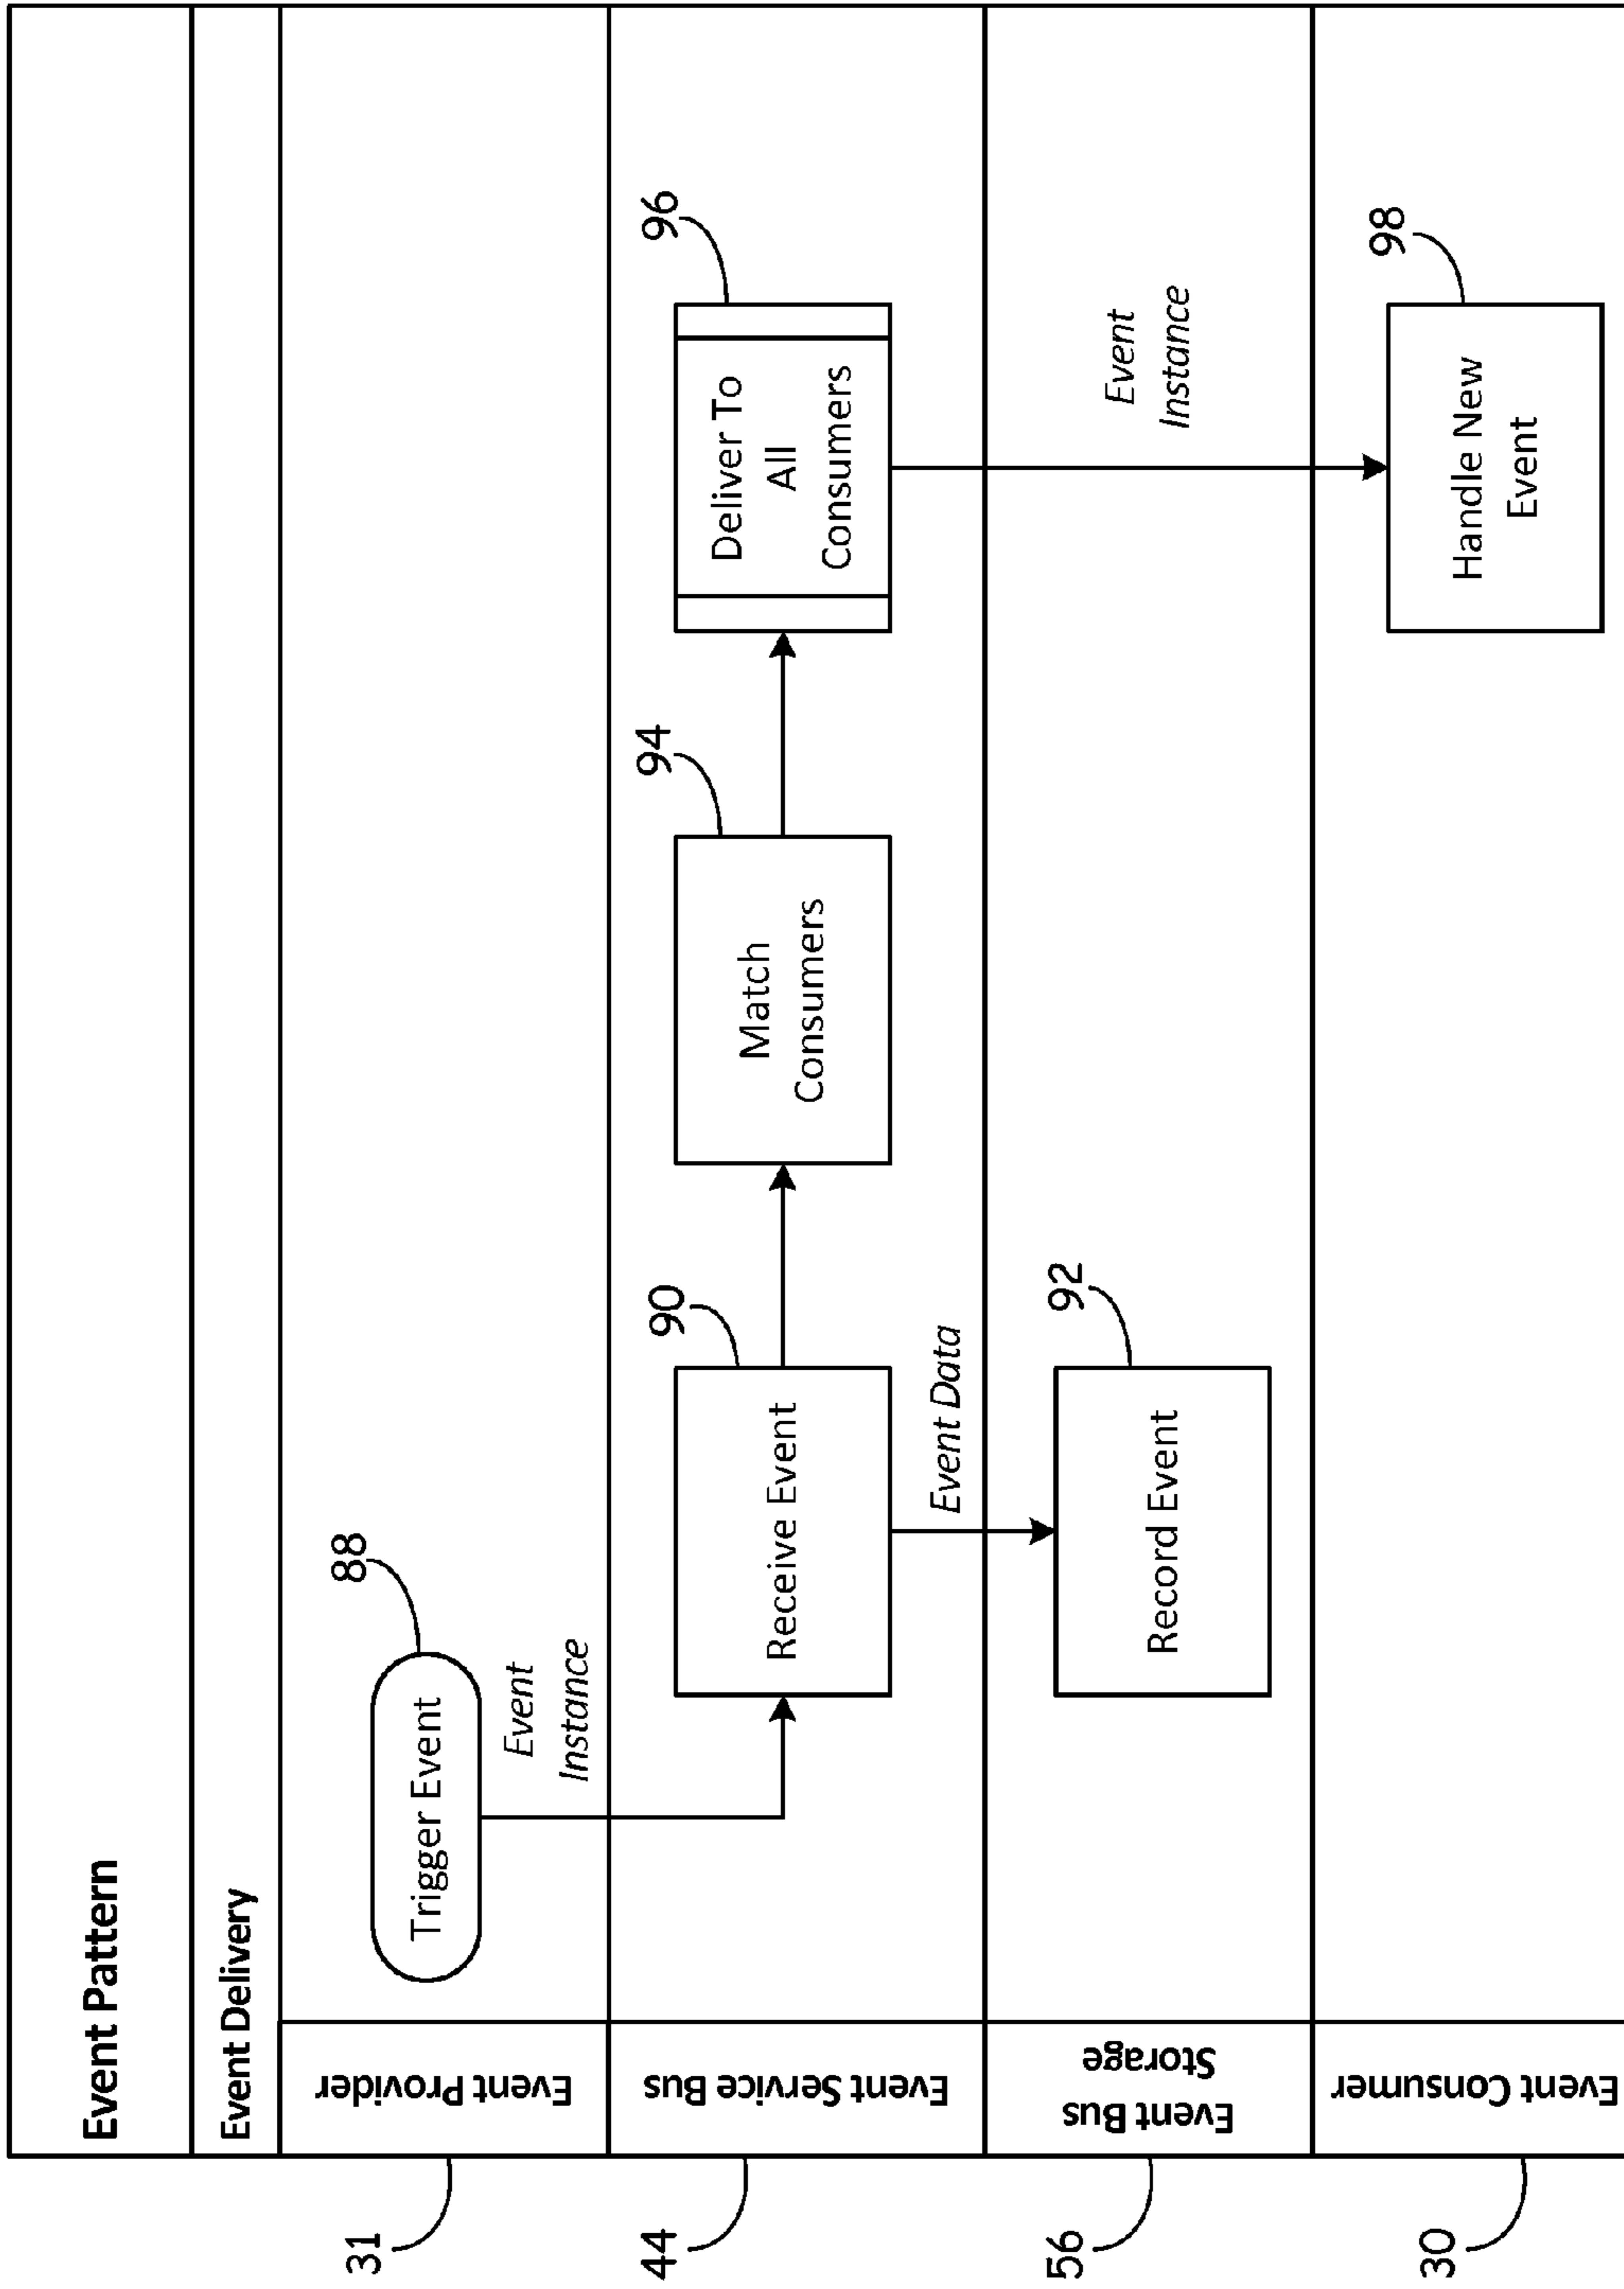 Event Pattern
Event Delivery
31
Event Provider
88
Trigger Event
Event
Instance
44
Event Service Bus
90
Receive Event
94
Match
Consumers
96
Deliver To
All
Consumers
Event Data
56
Event Bus
Storage
92
Record Event
Event
Instance
30
Event Consumer
98
Handle New
Event